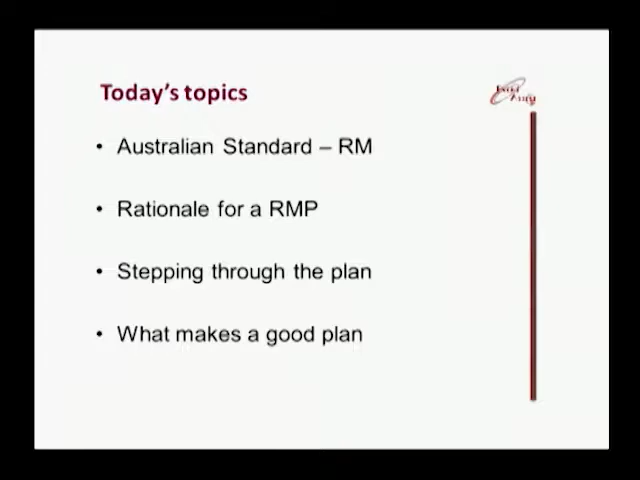 Today's topics
• Australian Standard – RM
• Rationale for a RMP
• Stepping through the plan
• What makes a good plan